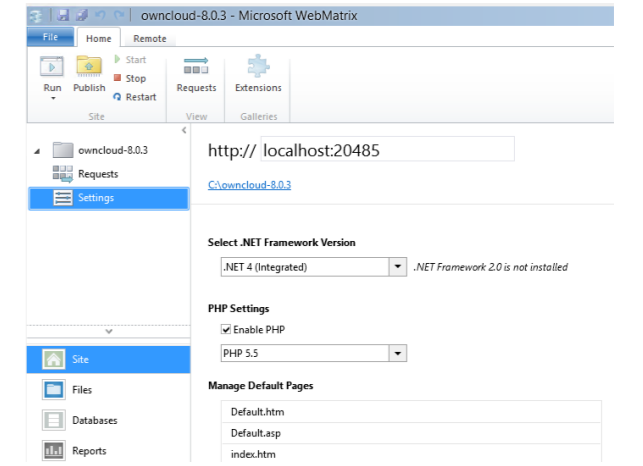 owncloud-8.0.3 - Microsoft WebMatrix
File Home Remote
Run Publish Start Stop Restart Requests Extensions
Site View Galleries
owncloud-8.0.3
Requests
Settings
http:// localhost:20485
C:\owncloud-8.0.3
Select .NET Framework Version
.NET 4 (Integrated) .NET Framework 2.0 is not installed
PHP Settings
Enable PHP
PHP 5.5
Manage Default Pages
Default.htm
Default.asp
index.htm
Site
Files
Databases
Reports